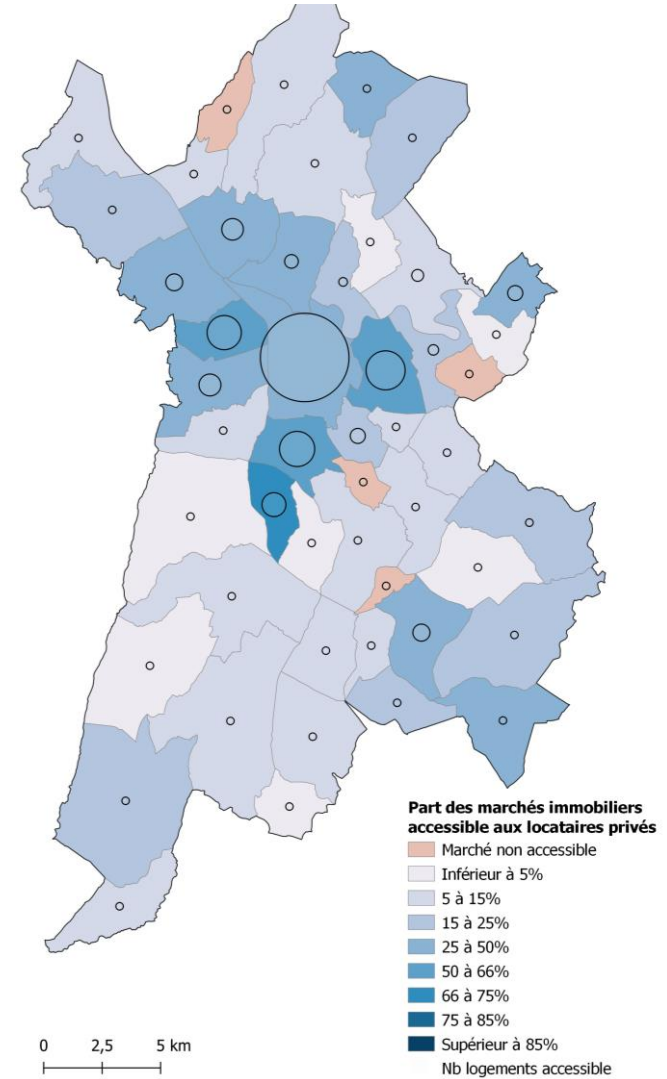 Part des marchés immobiliers
accessible aux locataires privés
Marché non accessible
Inférieur à 5%
5 à 15%
15 à 25%
25 à 50%
50 à 66%
66 à 75%
75 à 85%
Supérieur à 85%
Nb logements accessible
0 2,5 5 km